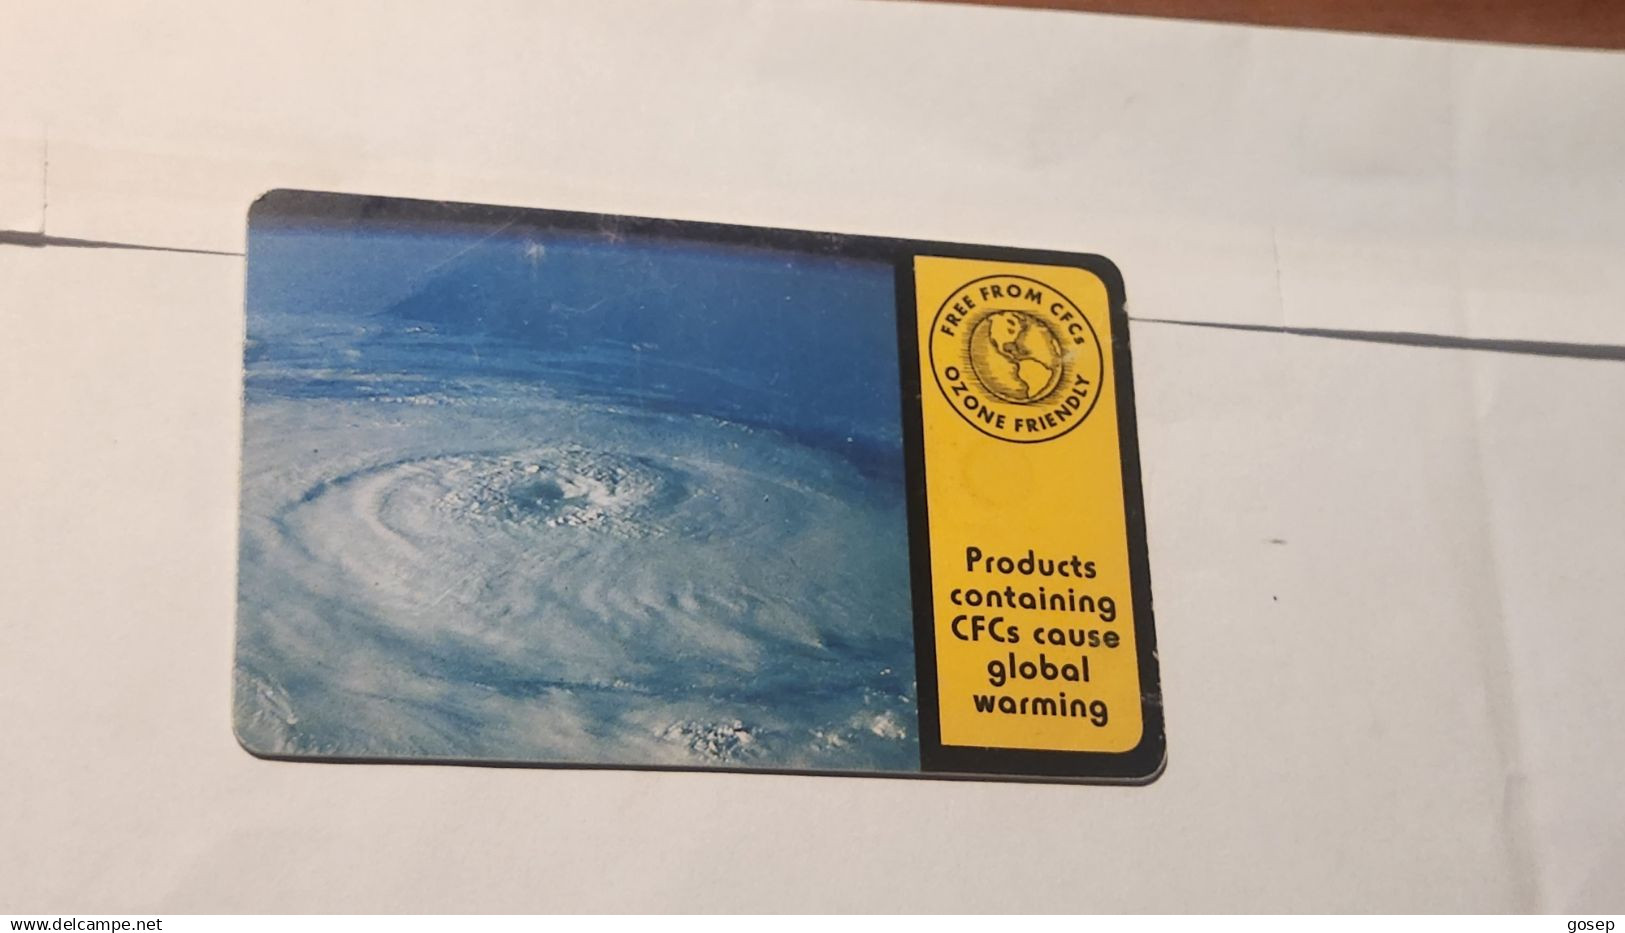 FREE FROM CFCs
OZONE FRIENDLY
Products
containing
CFCs cause
global
warming
www.delcampe.net
gosep